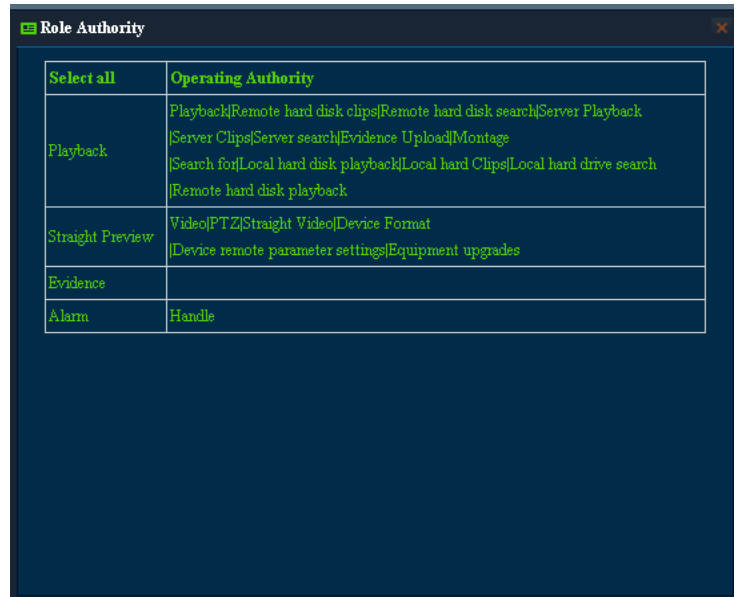 Role Authority
Select all Operating Authority
Playback
Playback|Remote hard disk clips|Remote hard disk search|Server Playback
|Server Clips|Server search|Evidence Upload|Montage
|Search for|Local hard disk playback|Local hard Clips|Local hard drive search
|Remote hard disk playback
Straight Preview
Video|PTZ|Straight Video|Device Format
|Device remote parameter settings|Equipment upgrades
Evidence
Alarm Handle